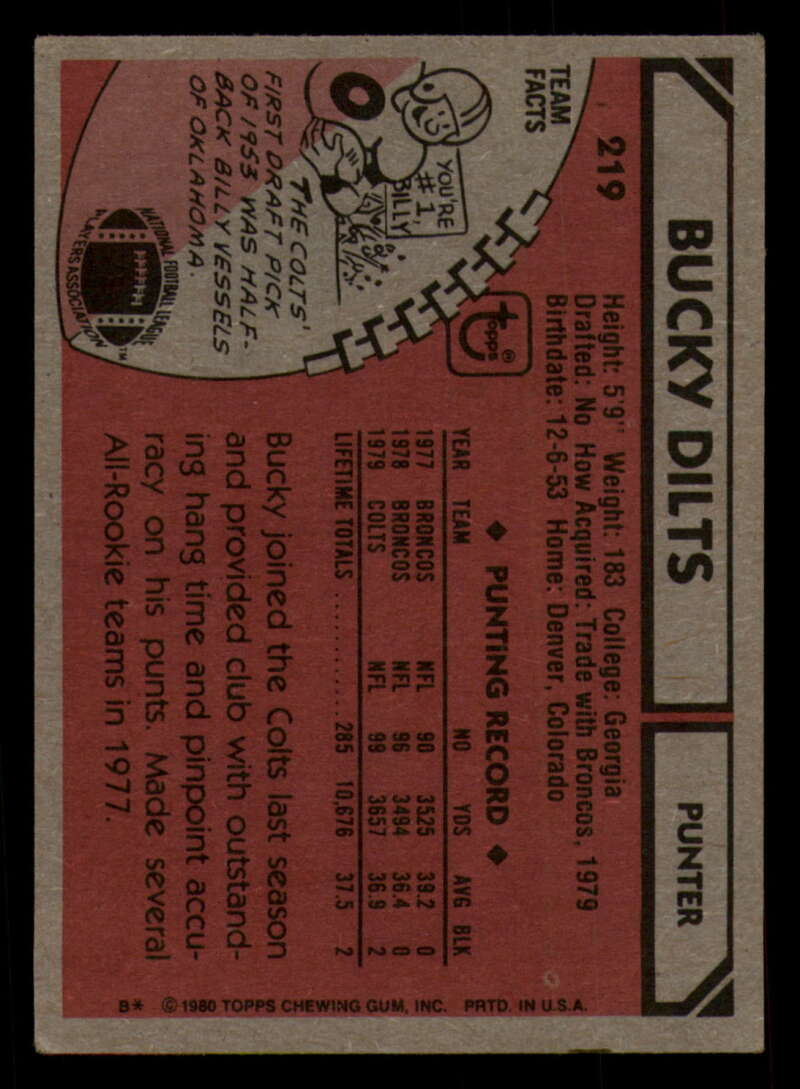 BUCKY DILTS
PUNTER
219
Height: 5'9" Weight: 183 College: Georgia
Drafted: No How Acquired: Trade with Broncos, 1979
Birthdate: 12-6-53 Home: Denver, Colorado
TEAM
FACTS
YOU'RE
#1,
BILLY
THE COLTS'
FIRST DRAFT PICK
OF 1953 WAS HALF-
BACK BILLY VESSELS
OF OKLAHOMA.
NATIONAL FOOTBALL LEAGUE
PLAYERS ASSOCIATION™
topps®
◆ PUNTING RECORD ◆
YEAR TEAM NO YDS AVG BLK
1977 BRONCOS NFL 90 3525 39.2 0
1978 BRONCOS NFL 96 3494 36.4 0
1979 COLTS NFL 99 3657 36.9 2
LIFETIME TOTALS ............ 285 10,676 37.5 2
Bucky joined the Colts last season
and provided club with outstand-
ing hang time and pinpoint accu-
racy on his punts. Made several
All-Rookie teams in 1977.
B* ©1980 TOPPS CHEWING GUM, INC. PRTD. IN U.S.A.